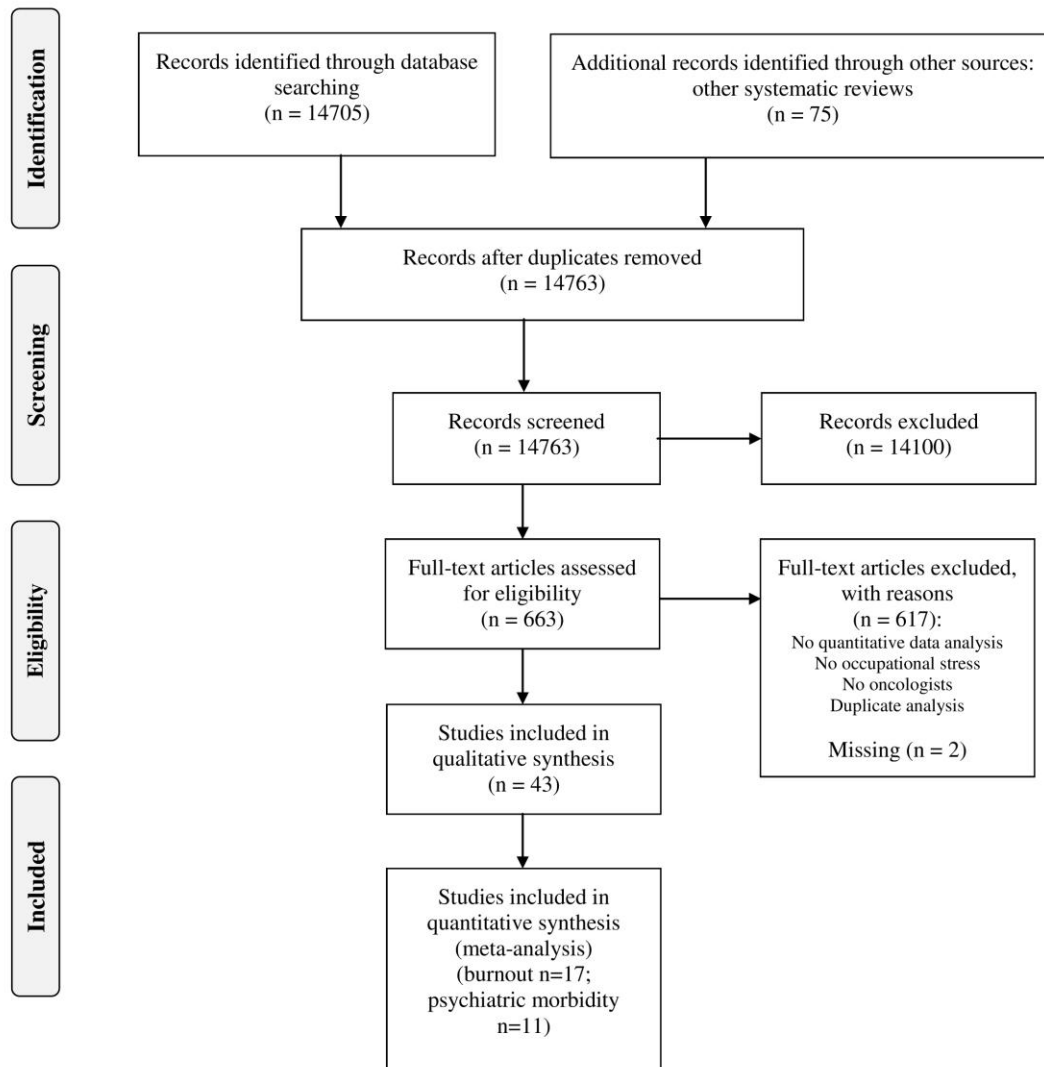 Identification
Records identified through database
searching
(n = 14705)
Additional records identified through other sources:
other systematic reviews
(n = 75)
Records after duplicates removed
(n = 14763)
Screening
Records screened
(n = 14763)
Records excluded
(n = 14100)
Eligibility
Full-text articles assessed
for eligibility
(n = 663)
Full-text articles excluded,
with reasons
(n = 617):
No quantitative data analysis
No occupational stress
No oncologists
Duplicate analysis
Missing (n = 2)
Studies included in
qualitative synthesis
(n = 43)
Included
Studies included in
quantitative synthesis
(meta-analysis)
(burnout n=17;
psychiatric morbidity
n=11)